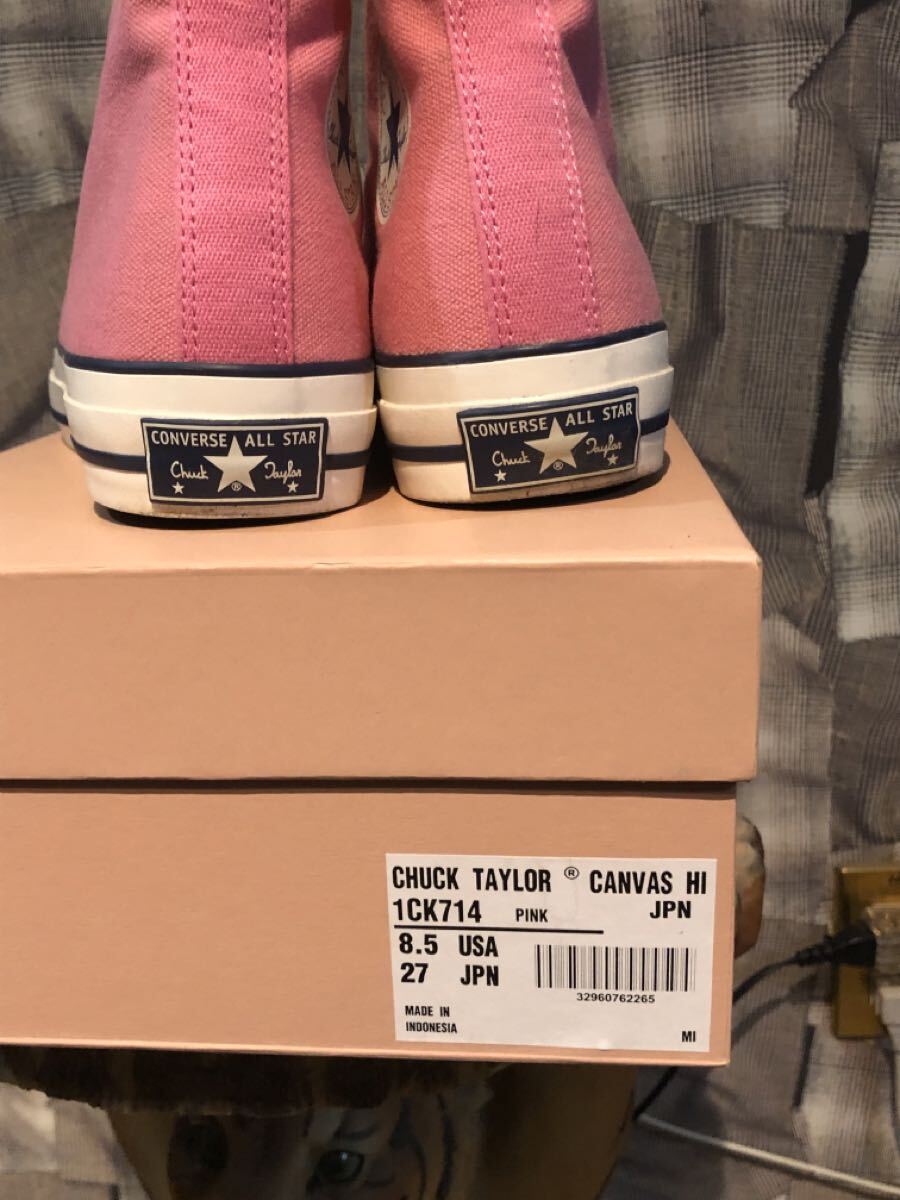 CONVERSE ALL STAR
Chuck Taylor
®
CONVERSE ALL STAR
Chuck Taylor
®
CHUCK TAYLOR ® CANVAS HI
1CK714 PINK JPN
8.5 USA
27 JPN
32960762265
MADE IN
INDONESIA
MI